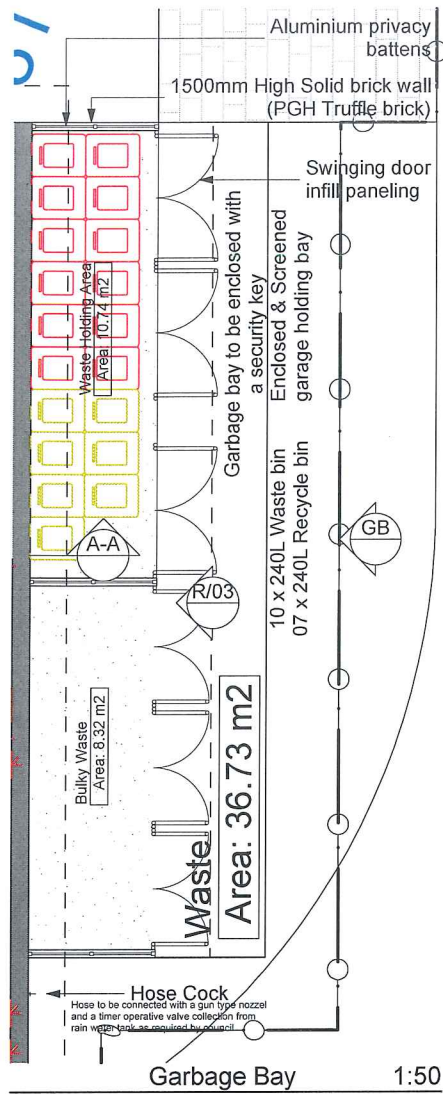 Aluminium privacy
battens
1500mm High Solid brick wall
(PGH Truffle brick)
Swinging door
infill paneling
Waste Holding Area
Area: 10.74 m2
Garbage bay to be enclosed with
a security key
Enclosed & Screened
garage holding bay
10 x 240L Waste bin
07 x 240L Recycle bin
A-A
GB
R/03
Bulky Waste
Area: 8.32 m2
Waste
Area: 36.73 m2
Hose Cock
Hose to be connected with a gun type nozzel
and a timer operative valve collection from
rain water tank as required by council
Garbage Bay
1:50